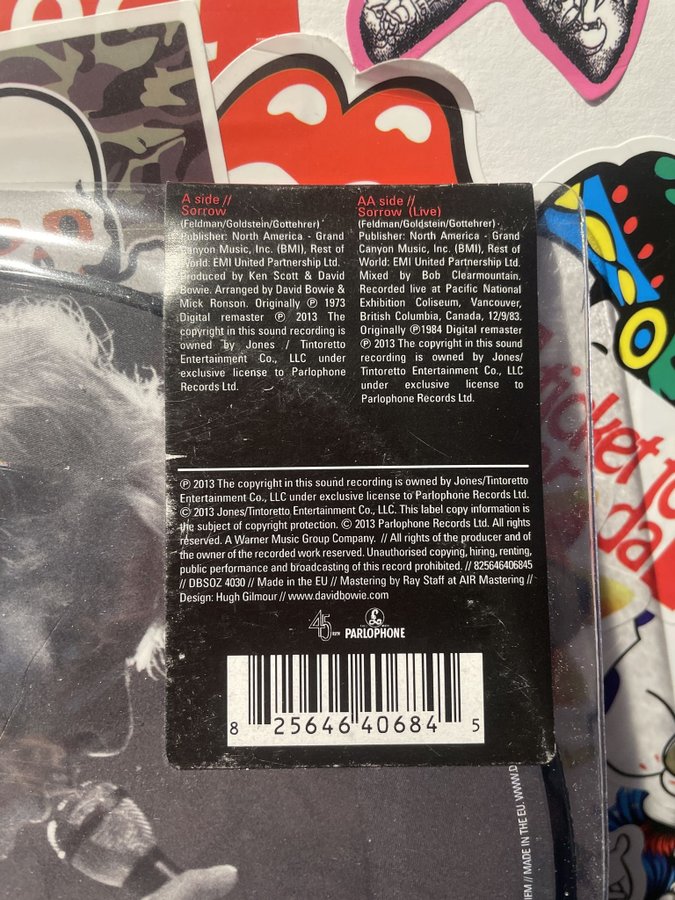 A side //
Sorrow
(Feldman/Goldstein/Gottehrer)
Publisher: North America - Grand
Canyon Music, Inc. (BMI), Rest of
World: EMI United Partnership Ltd.
Produced by Ken Scott & David
Bowie. Arranged by David Bowie &
Mick Ronson. Originally ℗ 1973
Digital remaster ℗ 2013 The
copyright in this sound recording is
owned by Jones / Tintoretto
Entertainment Co., LLC under
exclusive license to Parlophone
Records Ltd.
AA side //
Sorrow (Live)
(Feldman/Goldstein/Gottehrer)
Publisher: North America - Grand
Canyon Music, Inc. (BMI), Rest of
World: EMI United Partnership Ltd.
Mixed by Bob Clearmountain.
Recorded live at Pacific National
Exhibition Coliseum, Vancouver,
British Columbia, Canada, 12/9/83.
Originally ℗1984 Digital remaster
℗ 2013 The copyright in this sound
recording is owned by Jones/
Tintoretto Entertainment Co., LLC
under exclusive license to
Parlophone Records Ltd.
℗ 2013 The copyright in this sound recording is owned by Jones/Tintoretto
Entertainment Co., LLC under exclusive license to Parlophone Records Ltd.
© 2013 Jones/Tintoretto Entertainment Co., LLC. This label copy information is
the subject of copyright protection. © 2013 Parlophone Records Ltd. All rights
reserved. A Warner Music Group Company. // All rights of the producer and of
the owner of the recorded work reserved. Unauthorised copying, hiring, renting,
public performance and broadcasting of this record prohibited. // 825646406845
// DBSOZ 4030 // Made in the EU // Mastering by Ray Staff at AIR Mastering //
Design: Hugh Gilmour // www.davidbowie.com
45 RPM
PARLOPHONE
8 25646 40684 5
// MADE IN THE EU. WWW.D
ticket to
da